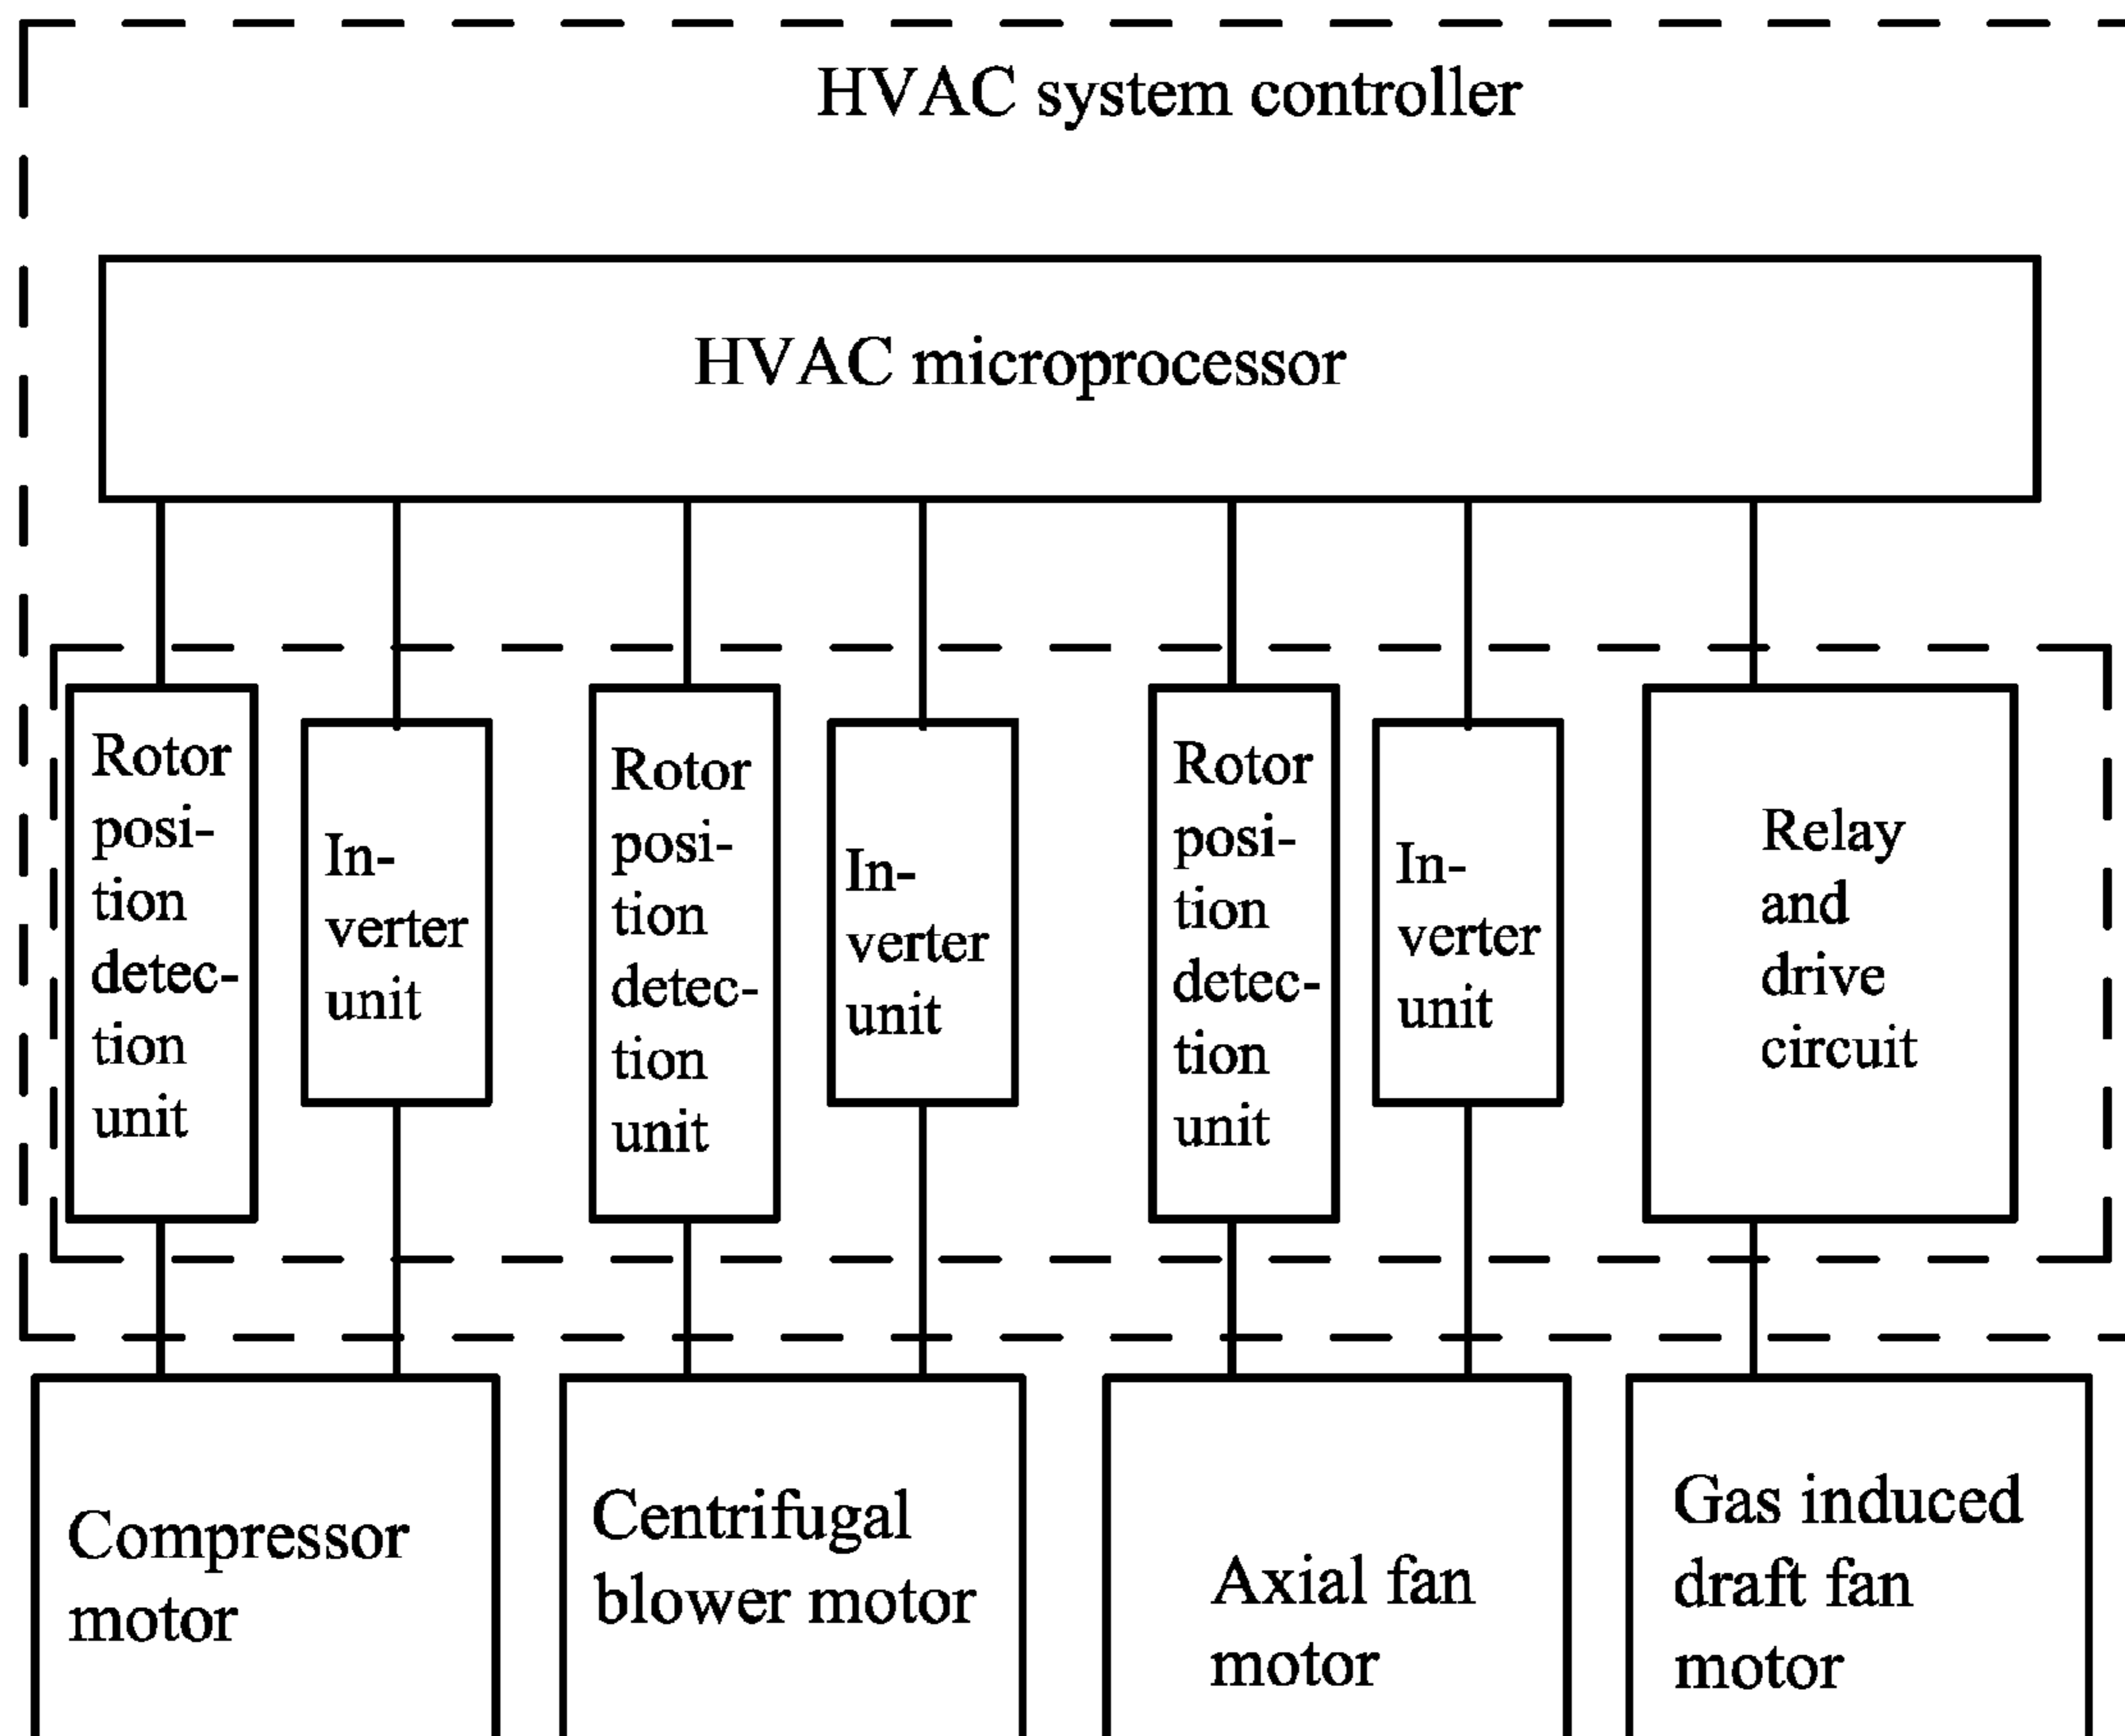 HVAC system controller
HVAC microprocessor
Rotor
posi-
tion
detec-
tion
unit
In-
verter
unit
Rotor
posi-
tion
detec-
tion
unit
In-
verter
unit
Rotor
posi-
tion
detec-
tion
unit
In-
verter
unit
Relay
and
drive
circuit
Compressor
motor
Centrifugal
blower motor
Axial fan
motor
Gas induced
draft fan
motor